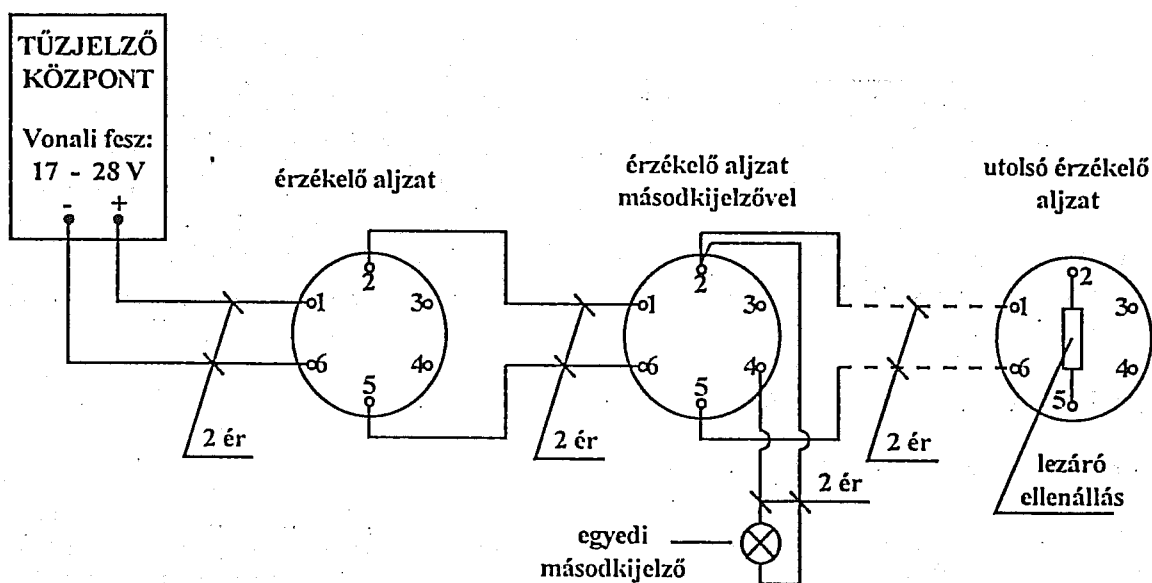 TŰZJELZŐ
KÖZPONT
Vonali fesz:
17 - 28 V
- +
érzékelő aljzat
érzékelő aljzat
másodkijelzővel
utolsó érzékelő
aljzat
1
2
3
4
5
6
1
2
3
4
5
6
1
2
3
4
5
6
2 ér
2 ér
2 ér
2 ér
lezáró
ellenállás
egyedi
másodkijelző